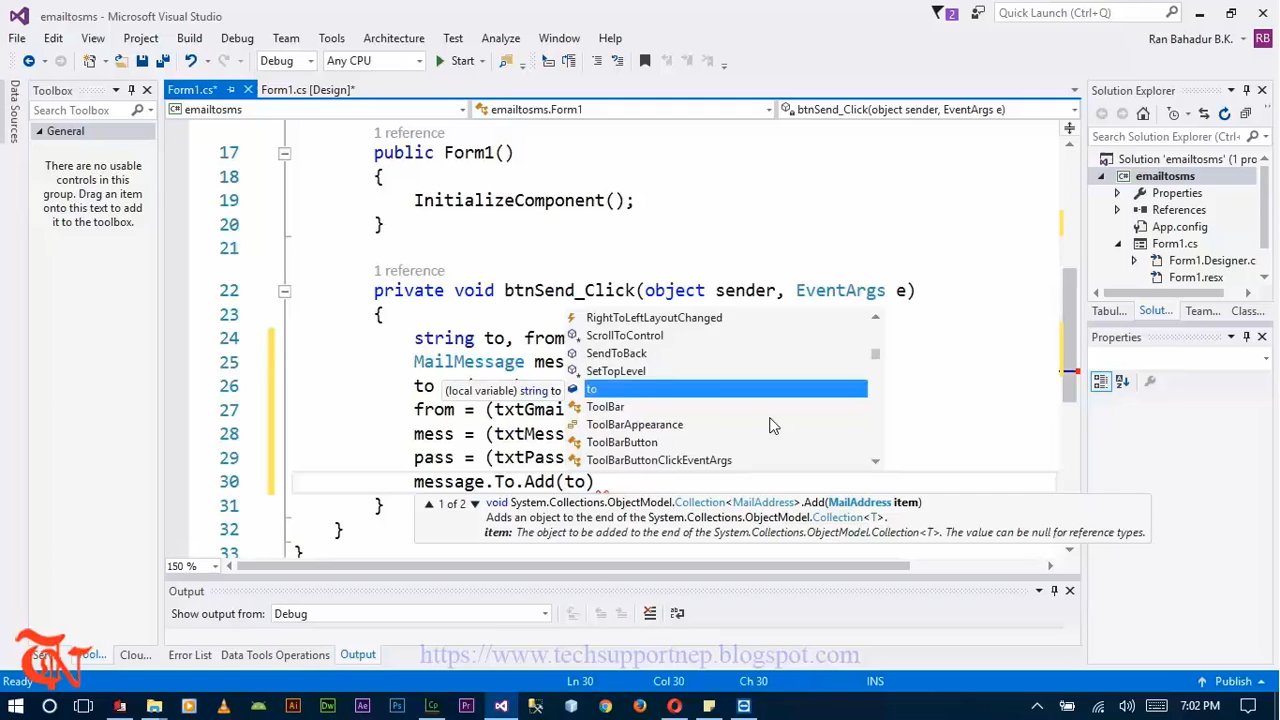 emailtosms - Microsoft Visual Studio
2
Quick Launch (Ctrl+Q)
File Edit View Project Build Debug Team Tools Architecture Test Analyze Window Help
Ran Bahadur B.K. RB
Debug Any CPU Start
Data Sources
Toolbox
Search Toolbox
General
There are no usable
controls in this
group. Drag an item
onto this text to add
it to the toolbox.
Form1.cs* Form1.cs [Design]*
emailtosms emailtosms.Form1 btnSend_Click(object sender, EventArgs e)
1 reference
17 public Form1()
18 {
19 InitializeComponent();
20 }
21
1 reference
22 private void btnSend_Click(object sender, EventArgs e)
23 {
24 string to, from
25 MailMessage mes
26 to
27 from = (txtGmai
28 mess = (txtMess
29 pass = (txtPass
30 message.To.Add(to)
31 }
32 }
33 }
(local variable) string to
RightToLeftLayoutChanged
ScrollToControl
SendToBack
SetTopLevel
to
ToolBar
ToolBarAppearance
ToolBarButton
ToolBarButtonClickEventArgs
1 of 2 void System.Collections.ObjectModel.Collection<MailAddress>.Add(MailAddress item)
Adds an object to the end of the System.Collections.ObjectModel.Collection<T>.
item: The object to be added to the end of the System.Collections.ObjectModel.Collection<T>. The value can be null for reference types.
150 %
Output
Show output from: Debug
Solution Explorer
Search Solution Explorer (Ctrl+
Solution 'emailtosms' (1 pro
emailtosms
Properties
References
App.config
Form1.cs
Form1.Designer.c
Form1.resx
Tabul... Solut... Team... Class...
Properties
Tool... Clou... Error List Data Tools Operations Output
https://www.techsupportnep.blogspot.com
Ready Ln 30 Col 30 Ch 30 INS Publish
7:02 PM